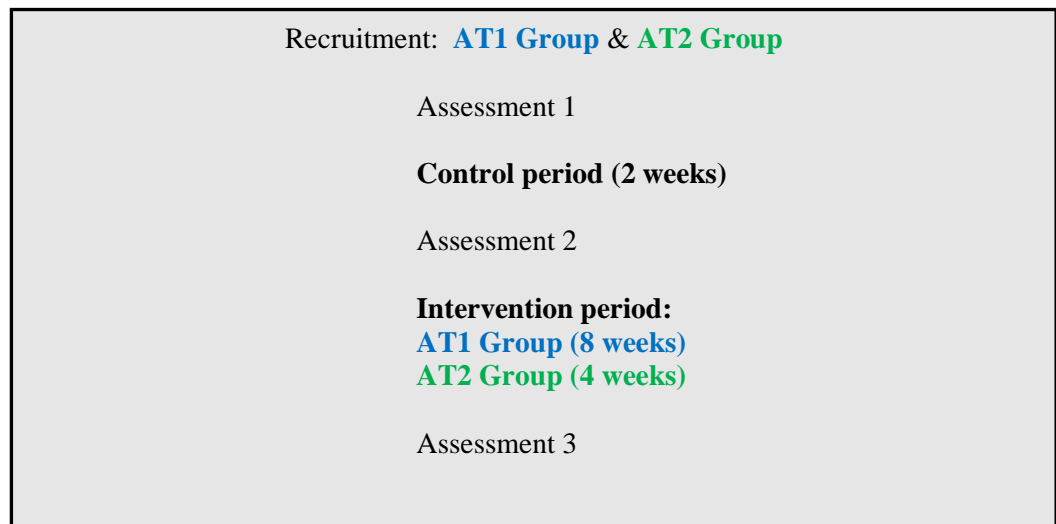 Recruitment: AT1 Group & AT2 Group
Assessment 1
Control period (2 weeks)
Assessment 2
Intervention period:
AT1 Group (8 weeks)
AT2 Group (4 weeks)
Assessment 3